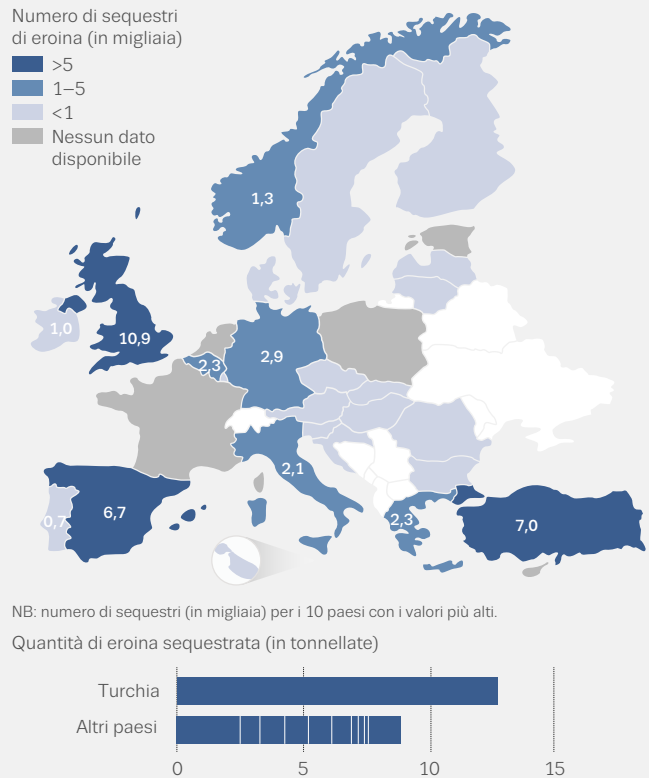 Numero di sequestri
di eroina (in migliaia)
>5
1–5
<1
Nessun dato
disponibile
1,3
1,0
10,9
2,3
2,9
2,1
0,7
6,7
2,3
7,0
NB: numero di sequestri (in migliaia) per i 10 paesi con i valori più alti.
Quantità di eroina sequestrata (in tonnellate)
Turchia
Altri paesi
0
5
10
15